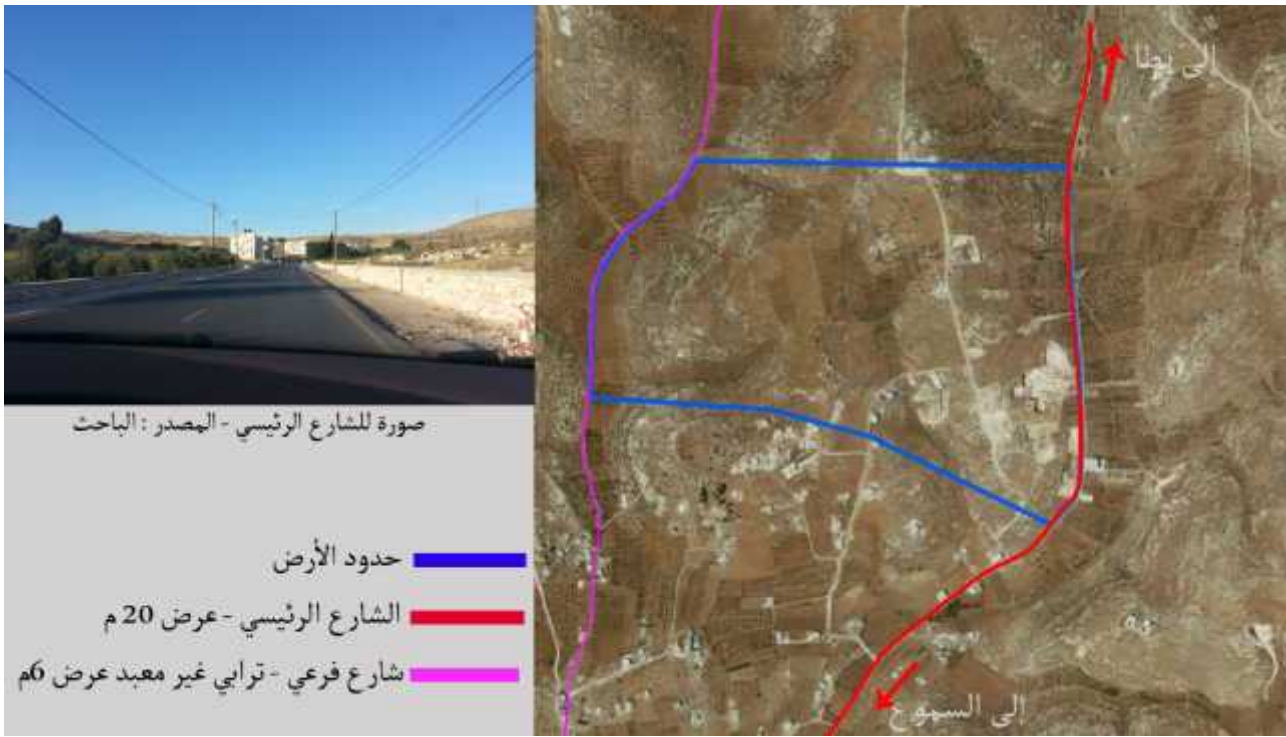 إلى يطا
صورة للشارع الرئيسي - المصدر : الباحث
حدود الأرض
الشارع الرئيسي - عرض 20 م
شارع فرعي - ترابي غير معبد عرض 6م
إلى السموع